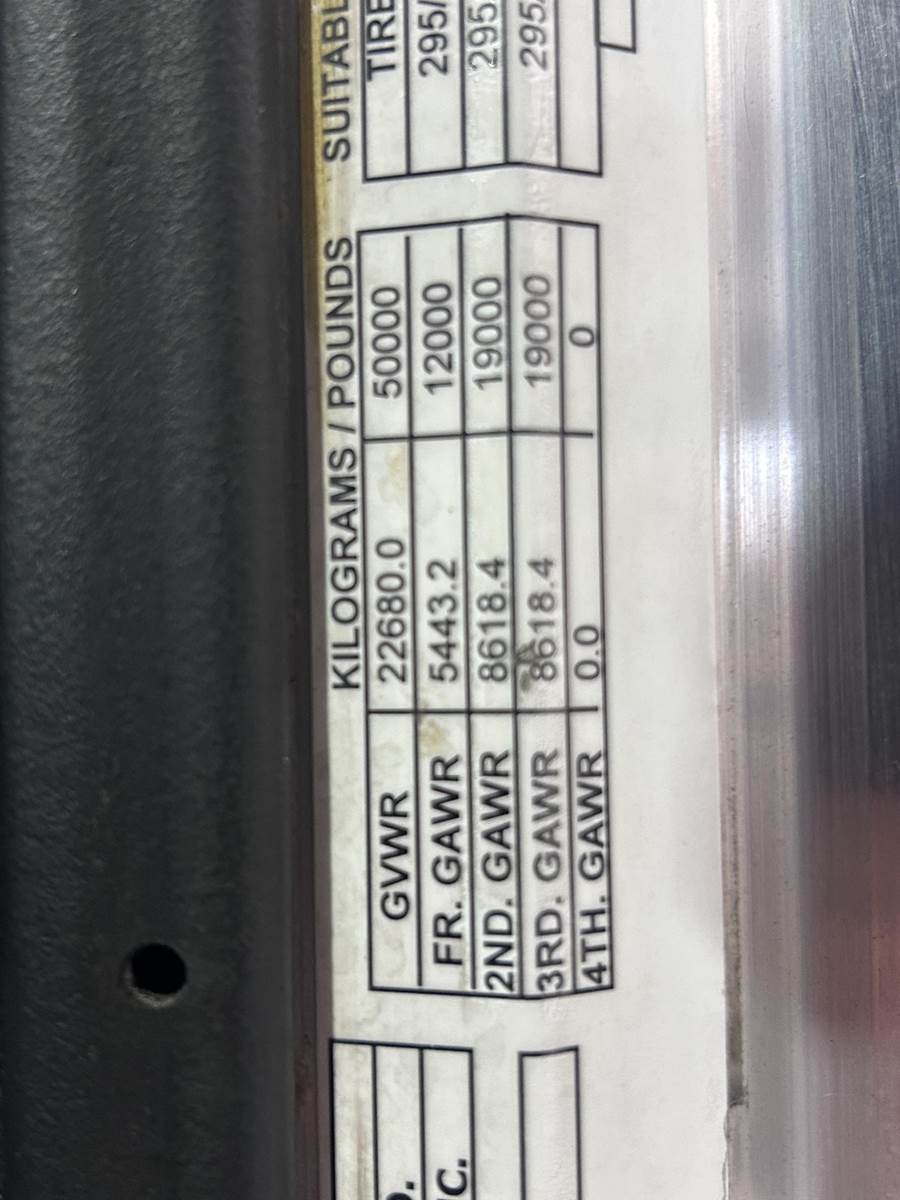 KILOGRAMS / POUNDS
GVWR 22680.0 50000
FR. GAWR 5443.2 12000
2ND. GAWR 8618.4 19000
3RD. GAWR 8618.4 19000
4TH. GAWR 0.0 0
SUITABL
TIRE
295/
295
295
C.